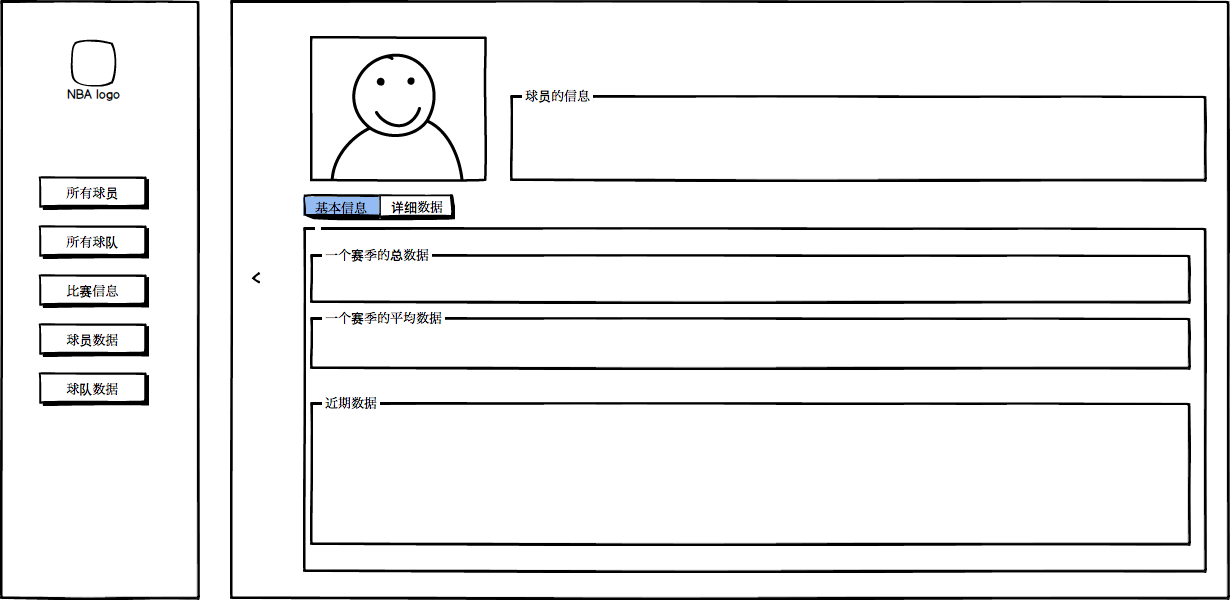 NBA logo
所有球员
所有球队
比赛信息
球员数据
球队数据
<
球员的信息
基本信息 详细数据
一个赛季的总数据
一个赛季的平均数据
近期数据